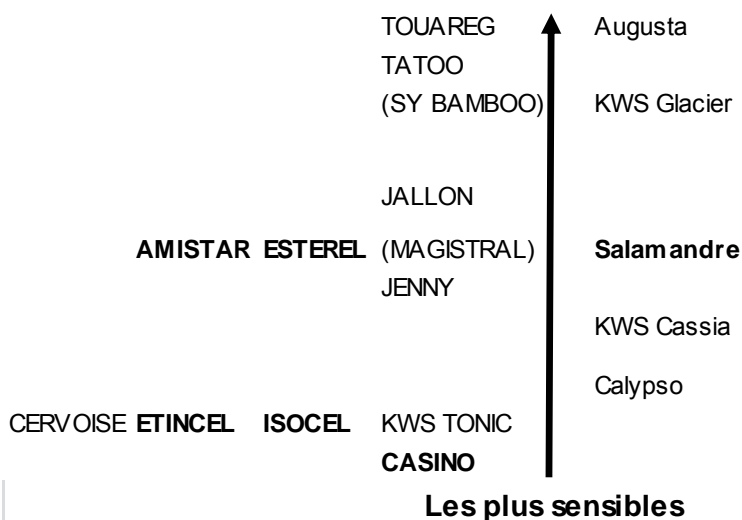 TOUAREG Augusta
TATOO
(SY BAMBOO) KWS Glacier
JALLON
AMISTAR ESTEREL (MAGISTRAL) Salamandre
JENNY
KWS Cassia
Calypso
CERVOISE ETINCEL ISOCEL KWS TONIC
CASINO
Les plus sensibles